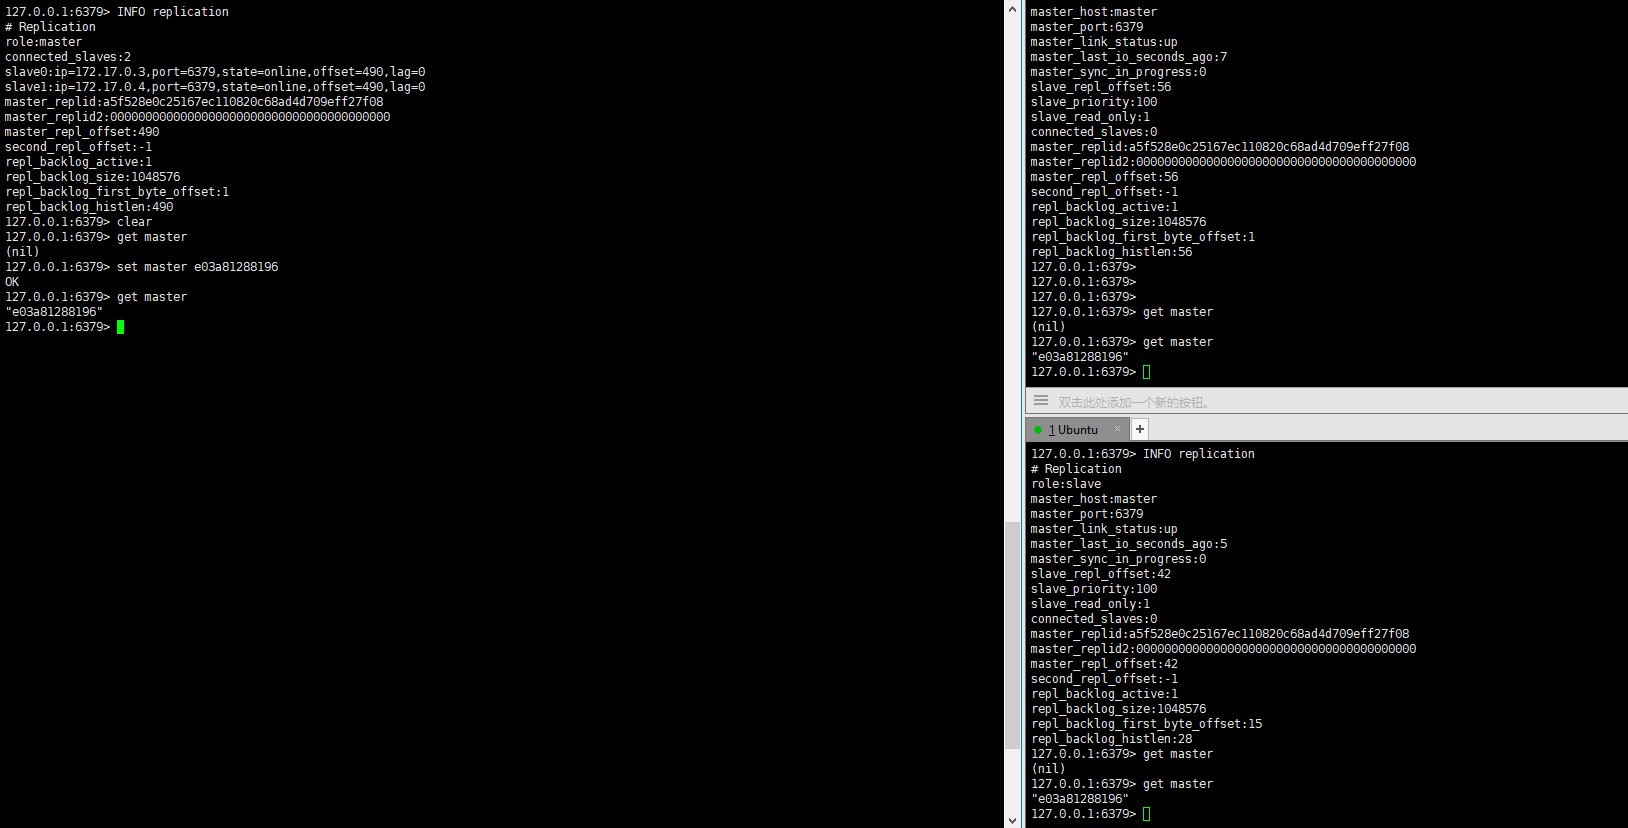 127.0.0.1:6379> INFO replication
# Replication
role:master
connected_slaves:2
slave0:ip=172.17.0.3,port=6379,state=online,offset=490,lag=0
slave1:ip=172.17.0.4,port=6379,state=online,offset=490,lag=0
master_replid:a5f528e0c25167ec110820c68ad4d709eff27f08
master_replid2:0000000000000000000000000000000000000000
master_repl_offset:490
second_repl_offset:-1
repl_backlog_active:1
repl_backlog_size:1048576
repl_backlog_first_byte_offset:1
repl_backlog_histlen:490
127.0.0.1:6379> clear
127.0.0.1:6379> get master
(nil)
127.0.0.1:6379> set master e03a81288196
OK
127.0.0.1:6379> get master
"e03a81288196"
127.0.0.1:6379>
master_host:master
master_port:6379
master_link_status:up
master_last_io_seconds_ago:7
master_sync_in_progress:0
slave_repl_offset:56
slave_priority:100
slave_read_only:1
connected_slaves:0
master_replid:a5f528e0c25167ec110820c68ad4d709eff27f08
master_replid2:0000000000000000000000000000000000000000
master_repl_offset:56
second_repl_offset:-1
repl_backlog_active:1
repl_backlog_size:1048576
repl_backlog_first_byte_offset:1
repl_backlog_histlen:56
127.0.0.1:6379>
127.0.0.1:6379>
127.0.0.1:6379>
127.0.0.1:6379> get master
(nil)
127.0.0.1:6379> get master
"e03a81288196"
127.0.0.1:6379>
双击此处添加一个新的按钮。
1 Ubuntu × +
127.0.0.1:6379> INFO replication
# Replication
role:slave
master_host:master
master_port:6379
master_link_status:up
master_last_io_seconds_ago:5
master_sync_in_progress:0
slave_repl_offset:42
slave_priority:100
slave_read_only:1
connected_slaves:0
master_replid:a5f528e0c25167ec110820c68ad4d709eff27f08
master_replid2:0000000000000000000000000000000000000000
master_repl_offset:42
second_repl_offset:-1
repl_backlog_active:1
repl_backlog_size:1048576
repl_backlog_first_byte_offset:15
repl_backlog_histlen:28
127.0.0.1:6379> get master
(nil)
127.0.0.1:6379> get master
"e03a81288196"
127.0.0.1:6379>